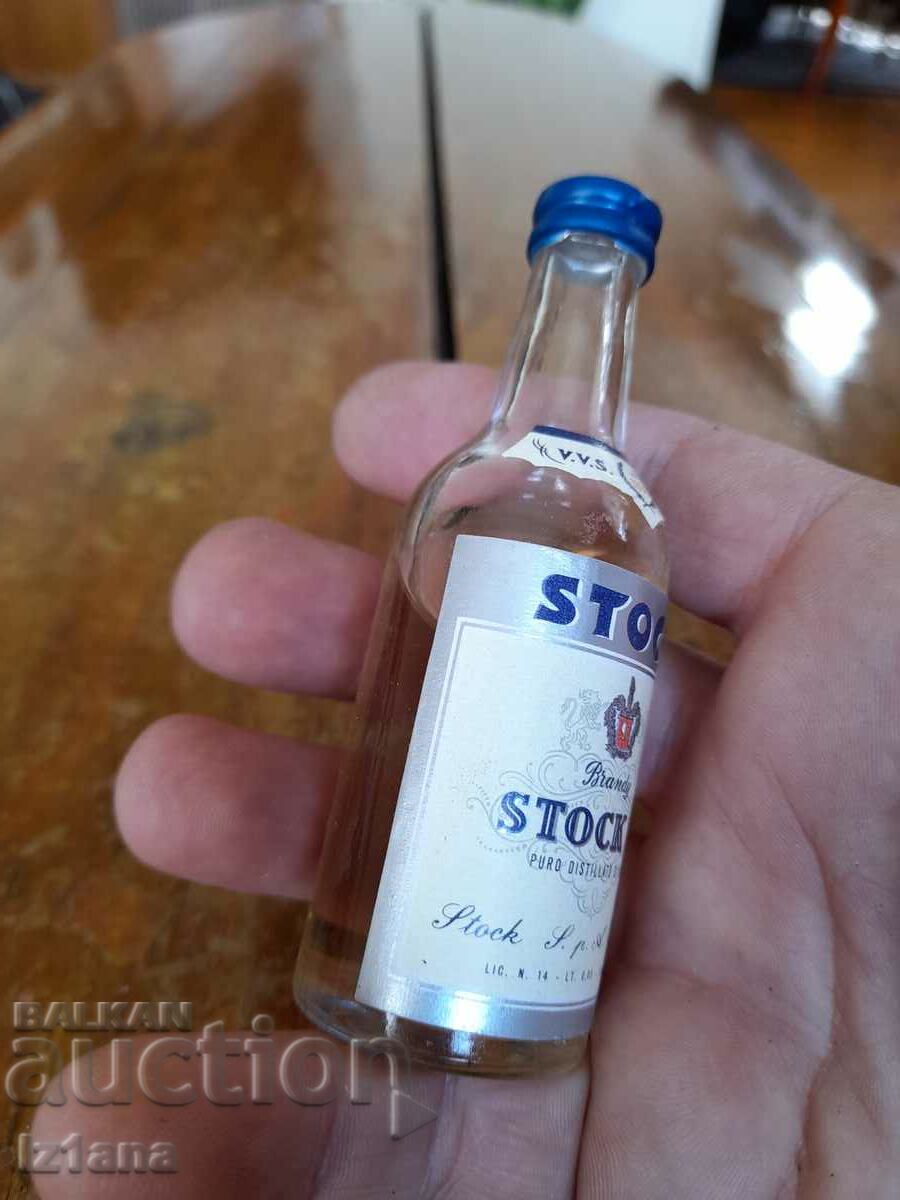 V.V.S.
STOC
Brandy
STOCK
PURO DISTILLATO
Stock S.p.A
LIC. N. 14 - LT.
BALKAN
auction
Iz1ana